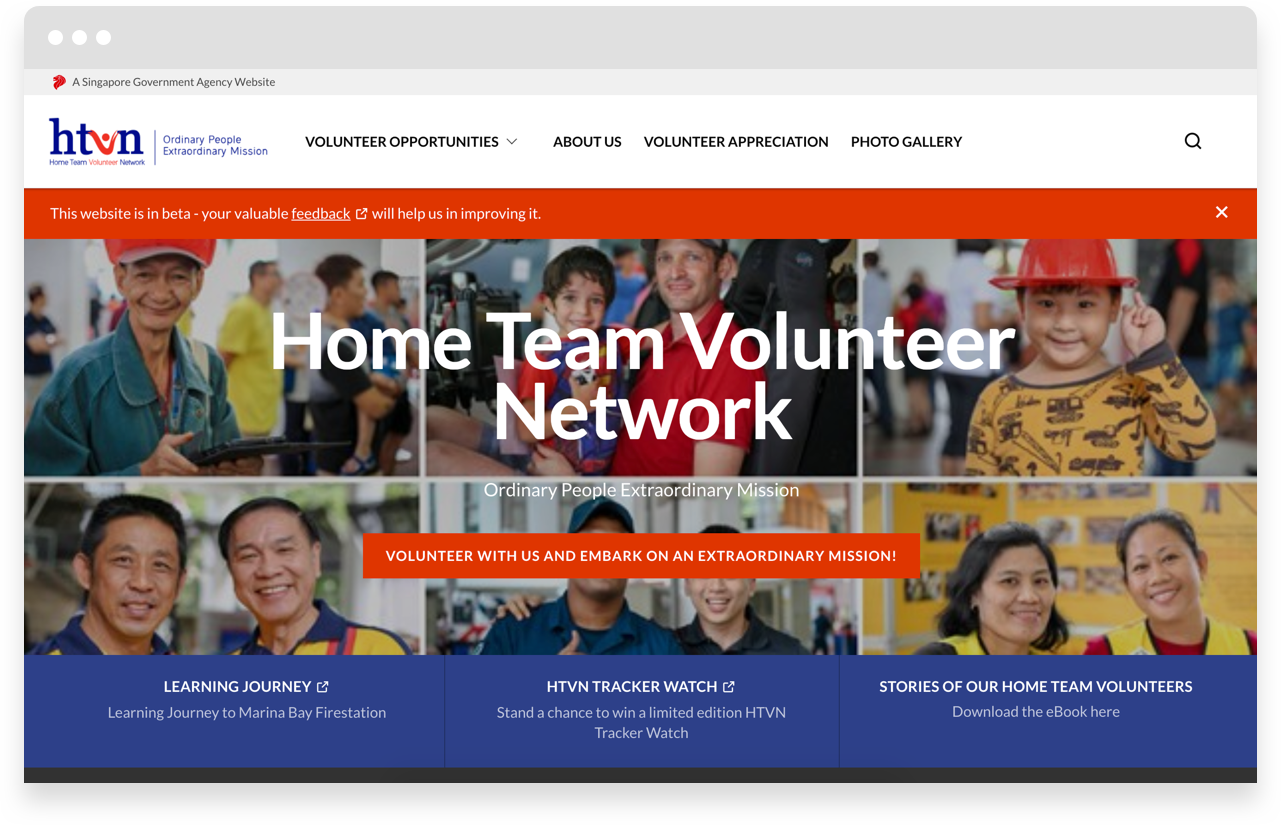 A Singapore Government Agency Website
htvn
Home Team Volunteer Network
Ordinary People
Extraordinary Mission
VOLUNTEER OPPORTUNITIES
ABOUT US
VOLUNTEER APPRECIATION
PHOTO GALLERY
This website is in beta - your valuable feedback will help us in improving it.
Home Team Volunteer
Network
Ordinary People Extraordinary Mission
VOLUNTEER WITH US AND EMBARK ON AN EXTRAORDINARY MISSION!
LEARNING JOURNEY
Learning Journey to Marina Bay Firestation
HTVN TRACKER WATCH
Stand a chance to win a limited edition HTVN
Tracker Watch
STORIES OF OUR HOME TEAM VOLUNTEERS
Download the eBook here